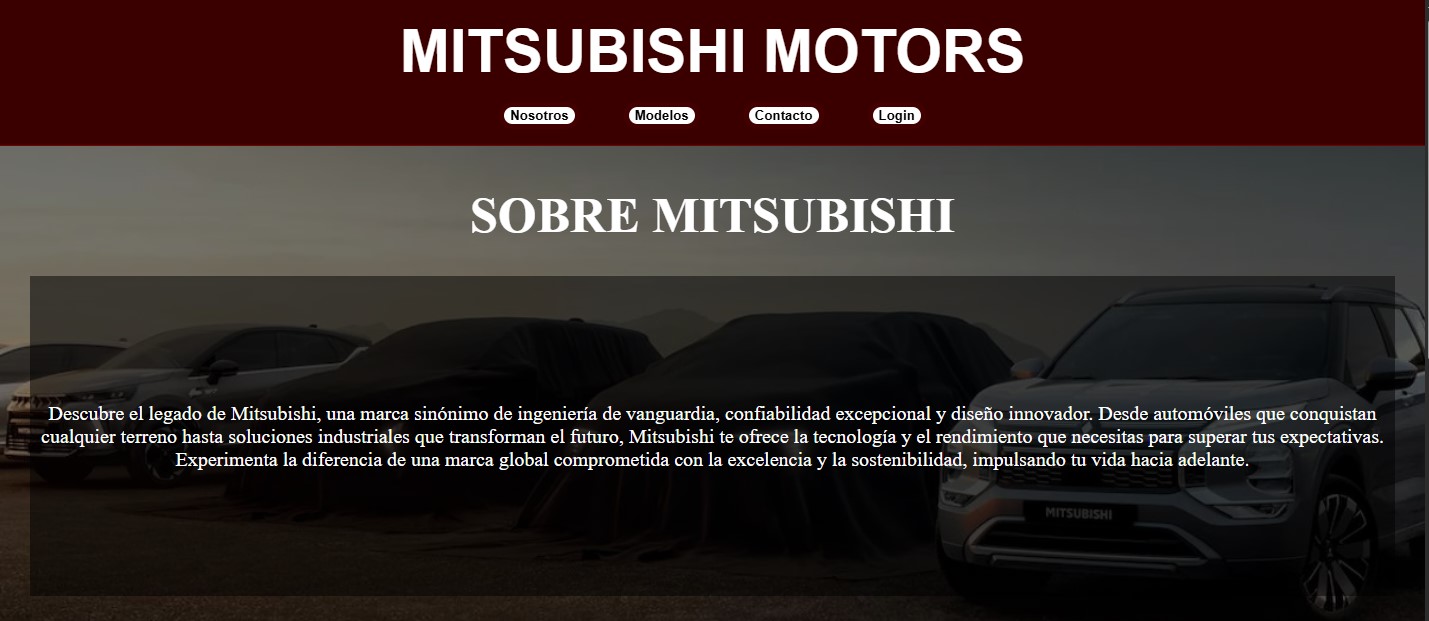 MITSUBISHI MOTORS
Nosotros Modelos Contacto Login
SOBRE MITSUBISHI
Descubre el legado de Mitsubishi, una marca sinónimo de ingeniería de vanguardia, confiabilidad excepcional y diseño innovador. Desde automóviles que conquistan
cualquier terreno hasta soluciones industriales que transforman el futuro, Mitsubishi te ofrece la tecnología y el rendimiento que necesitas para superar tus expectativas.
Experimenta la diferencia de una marca global comprometida con la excelencia y la sostenibilidad, impulsando tu vida hacia adelante.
MITSUBISHI